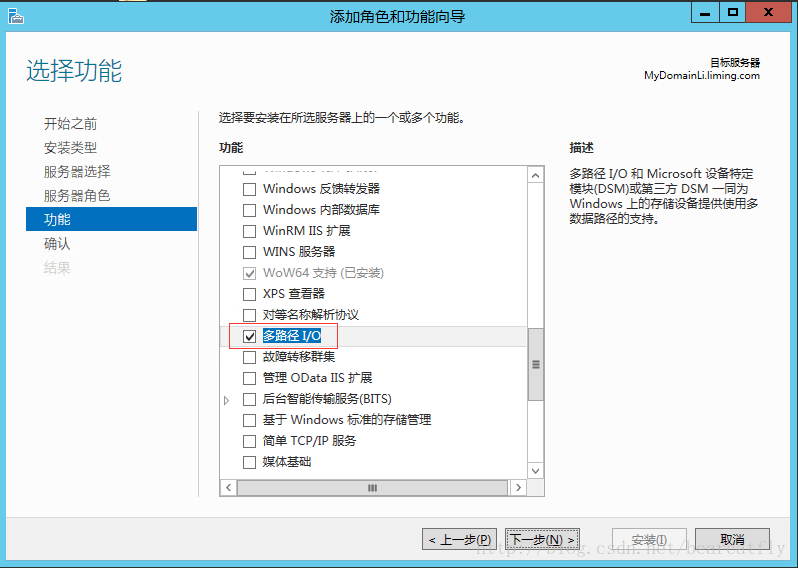 添加角色和功能向导
选择功能
目标服务器
MyDomainLi.liming.com
开始之前
安装类型
服务器选择
服务器角色
功能
确认
结果
选择要安装在所选服务器上的一个或多个功能。
功能
Windows 反馈转发器
Windows 内部数据库
WinRM IIS 扩展
WINS 服务器
WoW64 支持 (已安装)
XPS 查看器
对等名称解析协议
多路径 I/O
故障转移群集
管理 OData IIS 扩展
后台智能传输服务(BITS)
基于 Windows 标准的存储管理
简单 TCP/IP 服务
媒体基础
描述
多路径 I/O 和 Microsoft 设备特定
模块(DSM)或第三方 DSM 一同为
Windows 上的存储设备提供使用多
数据路径的支持。
< 上一步(P)
下一步(N) >
安装(I)
取消
http://blog.csdn.net/bearcatfly